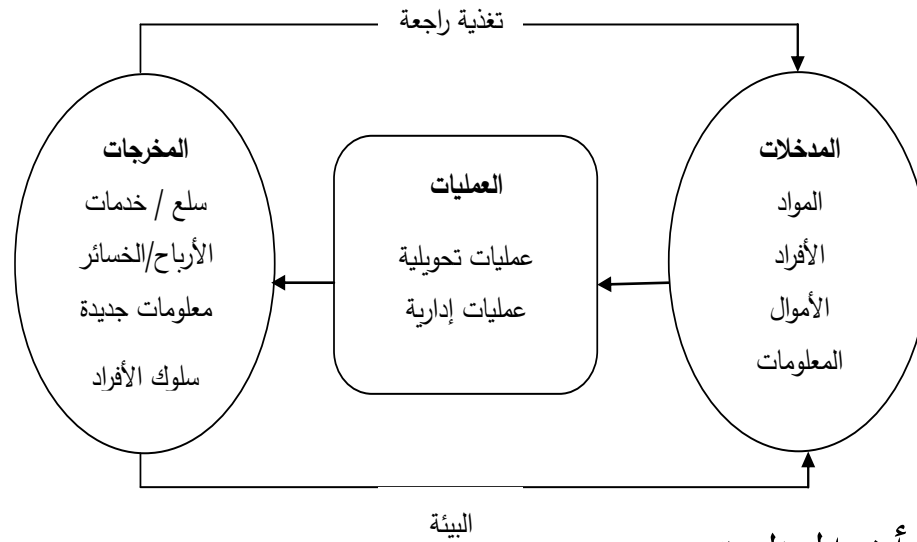 تغذية راجعة
المدخلات
المواد
الأفراد
الأموال
المعلومات
العمليات
عمليات تحويلية
عمليات إدارية
المخرجات
سلع / خدمات
الأرباح/الخسائر
معلومات جديدة
سلوك الأفراد
البيئة